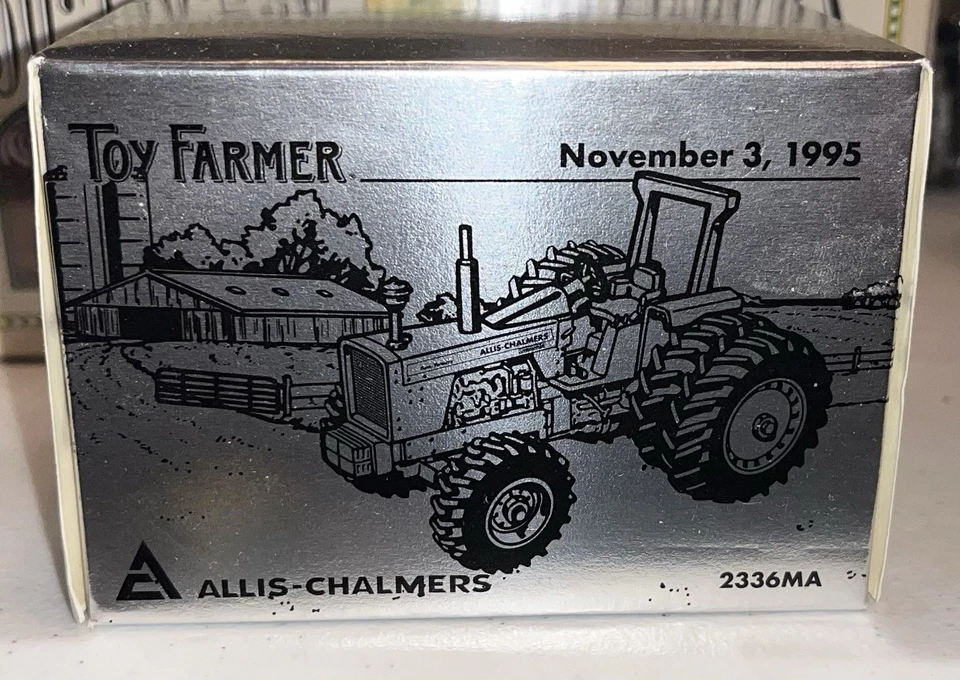 TOY FARMER
November 3, 1995
ALLIS-CHALMERS
ALLIS-CHALMERS
2336MA